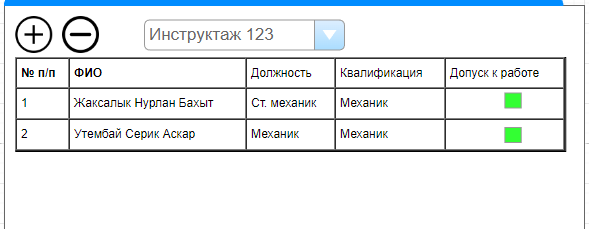 Инструктаж 123
№ п/п ФИО Должность Квалификация Допуск к работе
1 Жаксалык Нурлан Бахыт Ст. механик Механик
2 Утембай Серик Аскар Механик Механик